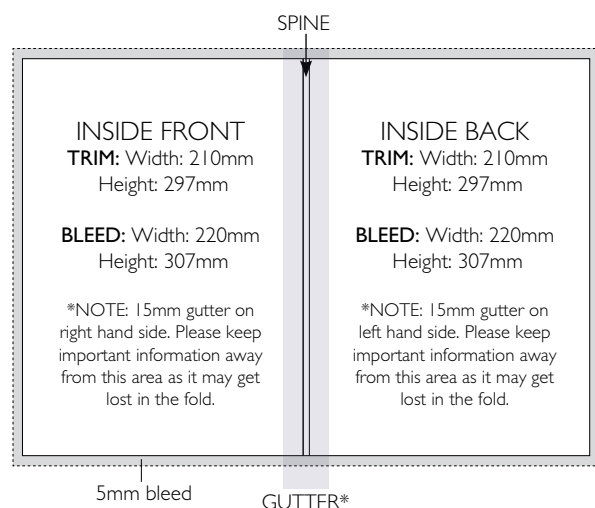 SPINE
INSIDE FRONT
TRIM: Width: 210mm
Height: 297mm
BLEED: Width: 220mm
Height: 307mm
*NOTE: 15mm gutter on
right hand side. Please keep
important information away
from this area as it may get
lost in the fold.
INSIDE BACK
TRIM: Width: 210mm
Height: 297mm
BLEED: Width: 220mm
Height: 307mm
*NOTE: 15mm gutter on
left hand side. Please keep
important information away
from this area as it may get
lost in the fold.
5mm bleed
GUTTER*